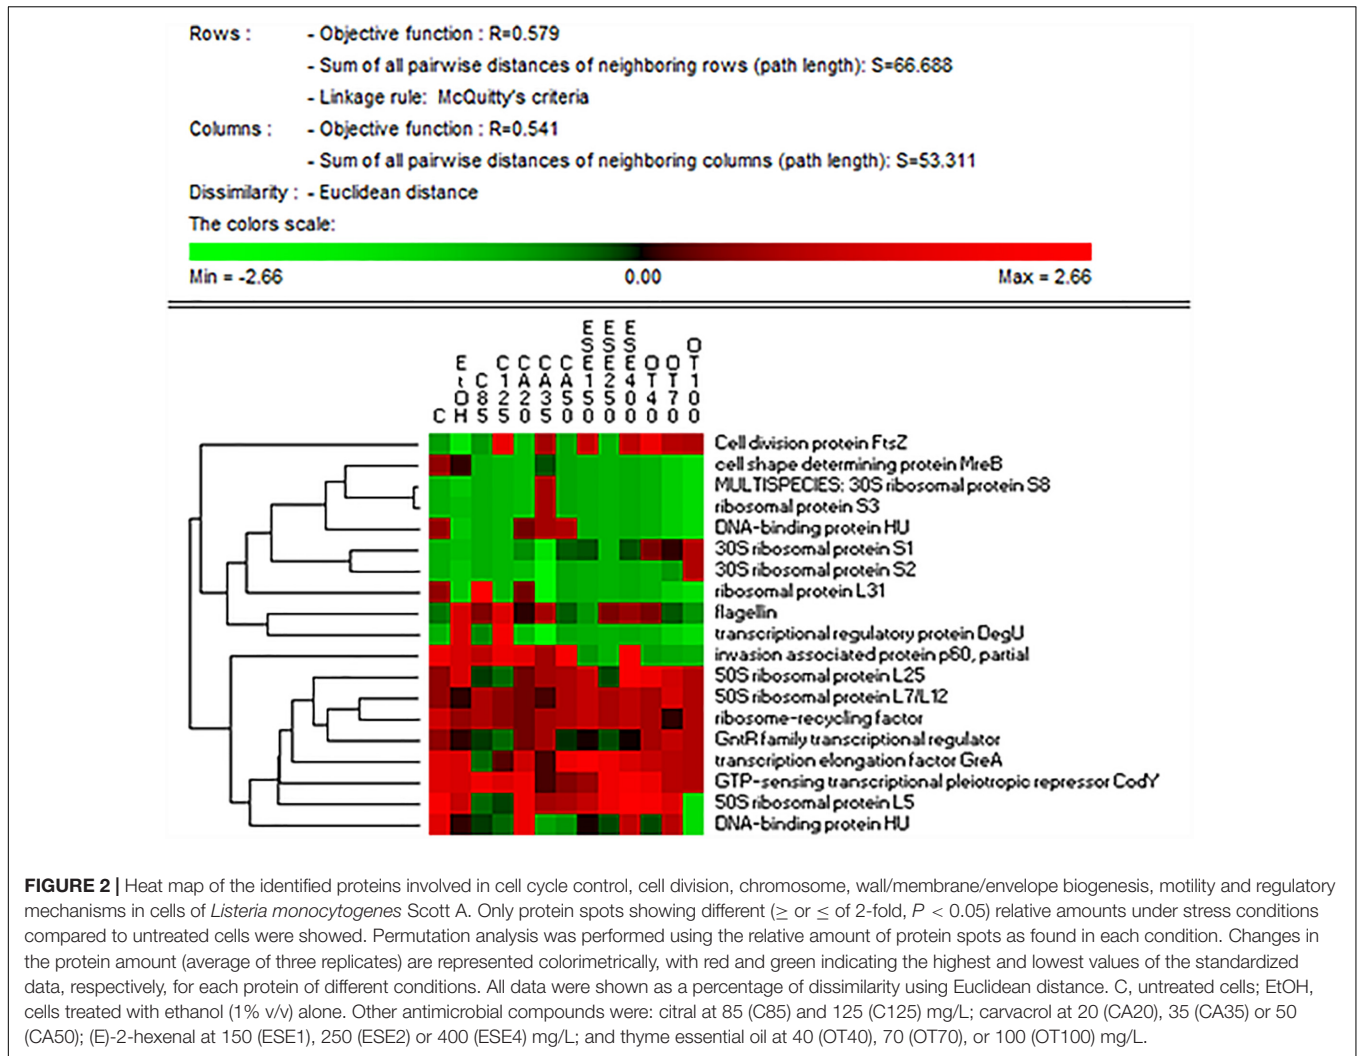 Rows : - Objective function : R=0.579
- Sum of all pairwise distances of neighboring rows (path length): S=66.688
- Linkage rule: McQuitty's criteria
Columns : - Objective function : R=0.541
- Sum of all pairwise distances of neighboring columns (path length): S=53.311
Dissimilarity : - Euclidean distance
The colors scale:
Min = -2.66 0.00 Max = 2.66
C EtOH C85 C125 CA20 CA35 CA50 ESE150 ESE250 ESE400 OT40 OT70 OT100
Cell division protein FtsZ
cell shape determining protein MreB
MULTISPECIES: 30S ribosomal protein S8
ribosomal protein S3
DNA-binding protein HU
30S ribosomal protein S1
30S ribosomal protein S2
ribosomal protein L31
flagellin
transcriptional regulatory protein DegU
invasion associated protein p60, partial
50S ribosomal protein L25
50S ribosomal protein L7/L12
ribosome-recycling factor
GntR family transcriptional regulator
transcription elongation factor GreA
GTP-sensing transcriptional pleiotropic repressor CodY
50S ribosomal protein L5
DNA-binding protein HU
FIGURE 2 | Heat map of the identified proteins involved in cell cycle control, cell division, chromosome, wall/membrane/envelope biogenesis, motility and regulatory
mechanisms in cells of Listeria monocytogenes Scott A. Only protein spots showing different (≥ or ≤ of 2-fold, P < 0.05) relative amounts under stress conditions
compared to untreated cells were showed. Permutation analysis was performed using the relative amount of protein spots as found in each condition. Changes in
the protein amount (average of three replicates) are represented colorimetrically, with red and green indicating the highest and lowest values of the standardized
data, respectively, for each protein of different conditions. All data were shown as a percentage of dissimilarity using Euclidean distance. C, untreated cells; EtOH,
cells treated with ethanol (1% v/v) alone. Other antimicrobial compounds were: citral at 85 (C85) and 125 (C125) mg/L; carvacrol at 20 (CA20), 35 (CA35) or 50
(CA50); (E)-2-hexenal at 150 (ESE1), 250 (ESE2) or 400 (ESE4) mg/L; and thyme essential oil at 40 (OT40), 70 (OT70), or 100 (OT100) mg/L.